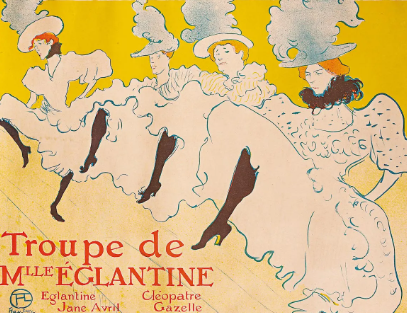 Troupe de
MLLE ÉGLANTINE
Eglantine Cléopatre
Jane Avril Gazelle